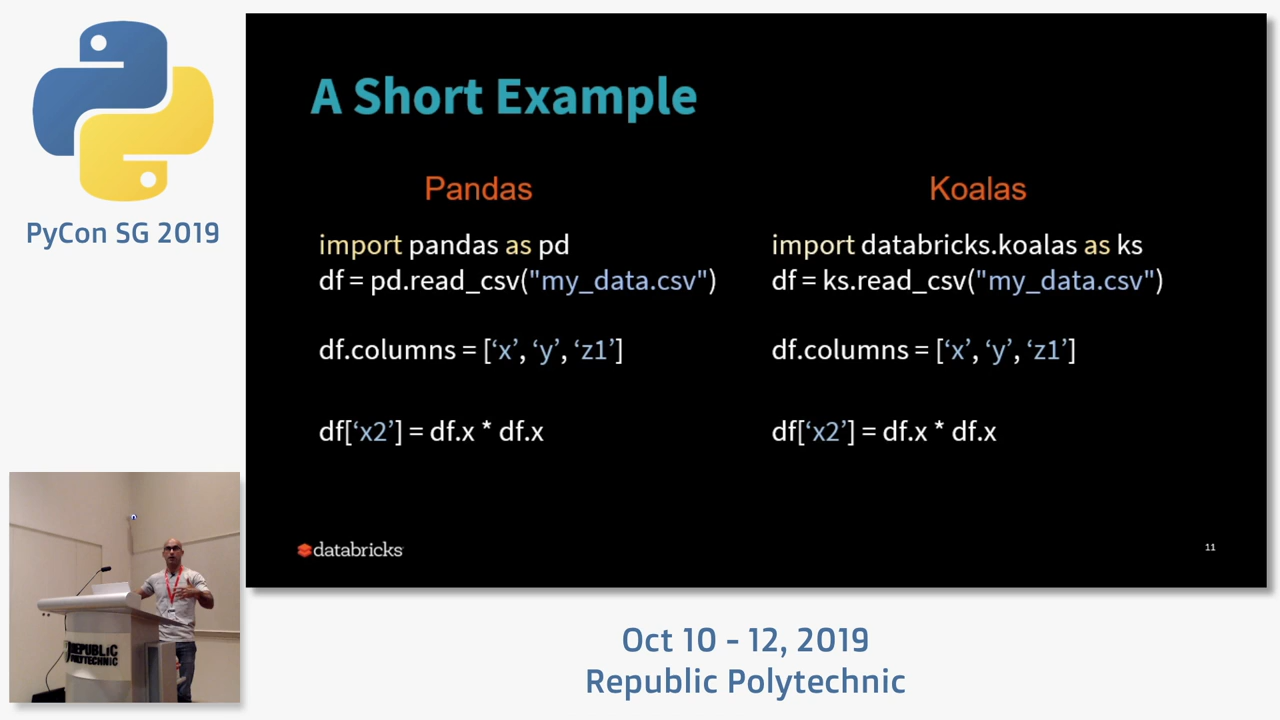 PyCon SG 2019
A Short Example
Pandas
import pandas as pd
df = pd.read_csv("my_data.csv")
df.columns = [‘x’, ‘y’, ‘z1’]
df[‘x2’] = df.x * df.x
Koalas
import databricks.koalas as ks
df = ks.read_csv("my_data.csv")
df.columns = [‘x’, ‘y’, ‘z1’]
df[‘x2’] = df.x * df.x
databricks
11
REPUBLIC
POLYTECHNIC
Oct 10 - 12, 2019
Republic Polytechnic